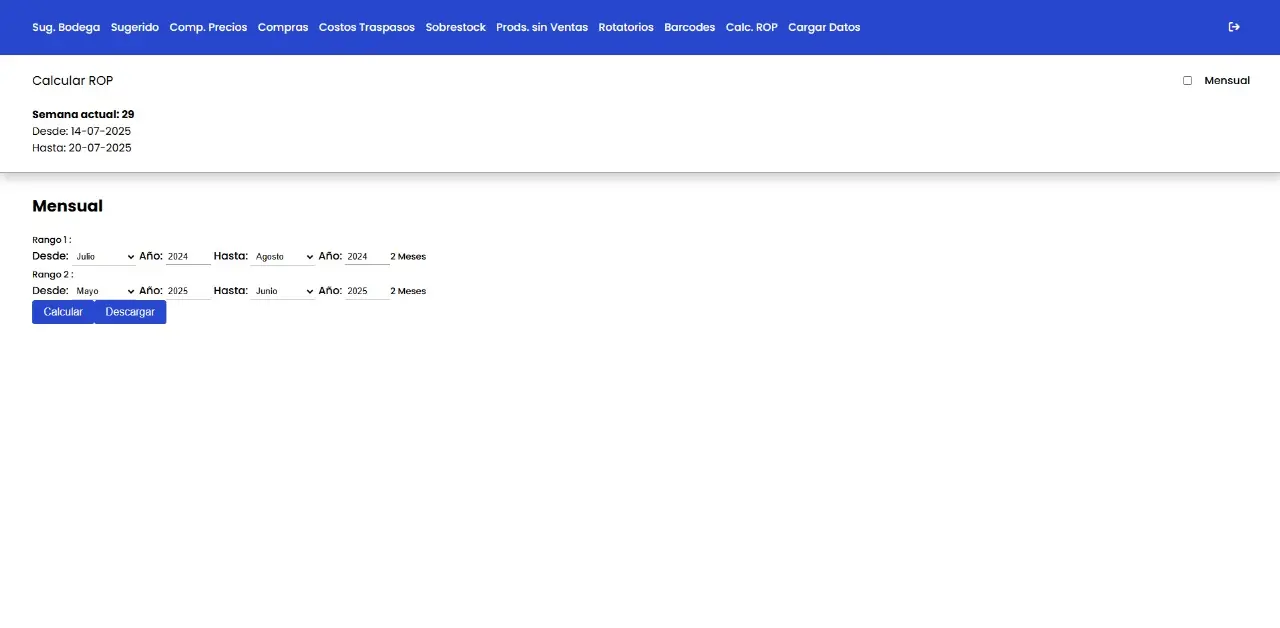 Sug. Bodega Sugerido Comp. Precios Compras Costos Traspasos Sobrestock Prods. sin Ventas Rotatorios Barcodes Calc. ROP Cargar Datos
Calcular ROP Mensual
Semana actual: 29
Desde: 14-07-2025
Hasta: 20-07-2025
Mensual
Rango 1 :
Desde: Julio Año: 2024 Hasta: Agosto Año: 2024 2 Meses
Rango 2 :
Desde: Mayo Año: 2025 Hasta: Junio Año: 2025 2 Meses
Calcular Descargar